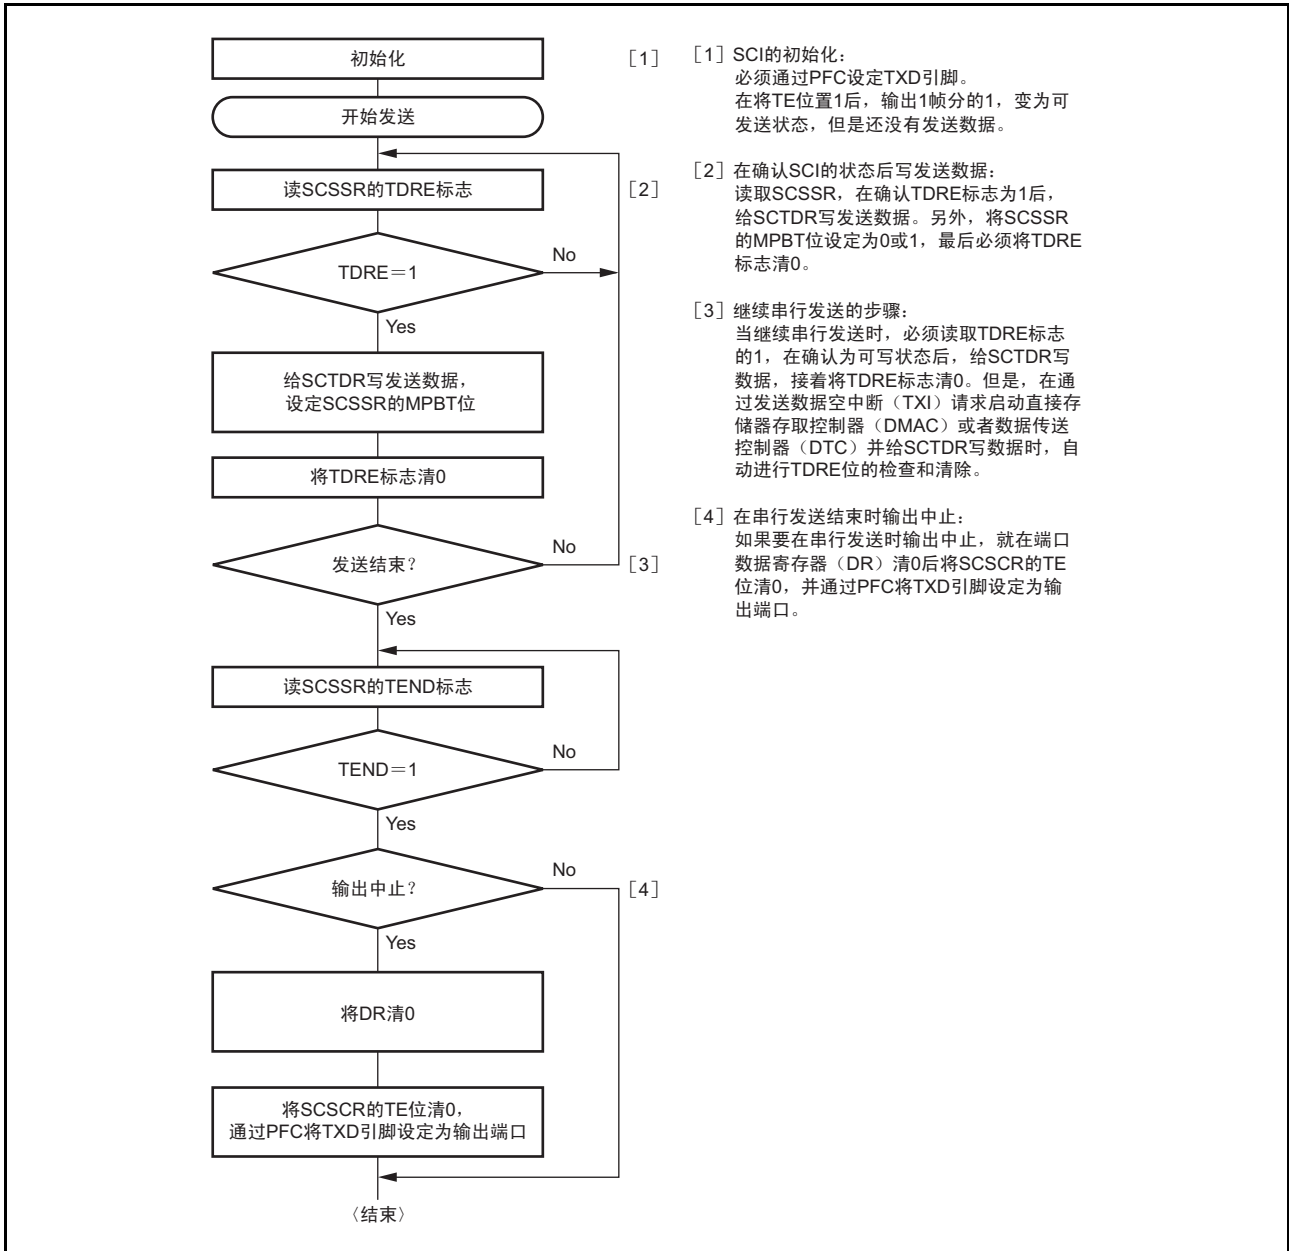 初始化
[1]
开始发送
读SCSSR的TDRE标志
[2]
TDRE=1
No
Yes
给SCTDR写发送数据，
设定SCSSR的MPBT位
将TDRE标志清0
发送结束？
No
[3]
Yes
读SCSSR的TEND标志
TEND=1
No
Yes
输出中止？
No
[4]
Yes
将DR清0
将SCSCR的TE位清0，
通过PFC将TXD引脚设定为输出端口
〈结束〉
[1] SCI的初始化：
必须通过PFC设定TXD引脚。
在将TE位置1后，输出1帧分的1，变为可
发送状态，但是还没有发送数据。
[2] 在确认SCI的状态后写发送数据：
读取SCSSR，在确认TDRE标志为1后，
给SCTDR写发送数据。另外，将SCSSR
的MPBT位设定为0或1，最后必须将TDRE
标志清0。
[3] 继续串行发送的步骤：
当继续串行发送时，必须读取TDRE标志
的1，在确认为可写状态后，给SCTDR写
数据，接着将TDRE标志清0。但是，在通
过发送数据空中断（TXI）请求启动直接存
储器存取控制器（DMAC）或者数据传送
控制器（DTC）并给SCTDR写数据时，自
动进行TDRE位的检查和清除。
[4] 在串行发送结束时输出中止：
如果要在串行发送时输出中止，就在端口
数据寄存器（DR）清0后将SCSCR的TE
位清0，并通过PFC将TXD引脚设定为输
出端口。